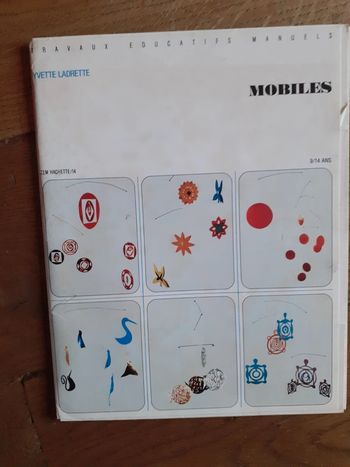 TRAVAUX EDUCATIFS MANUELS
YVETTE LADRETTE
MOBILES
TEM HACHETTE/14
9/14 ANS